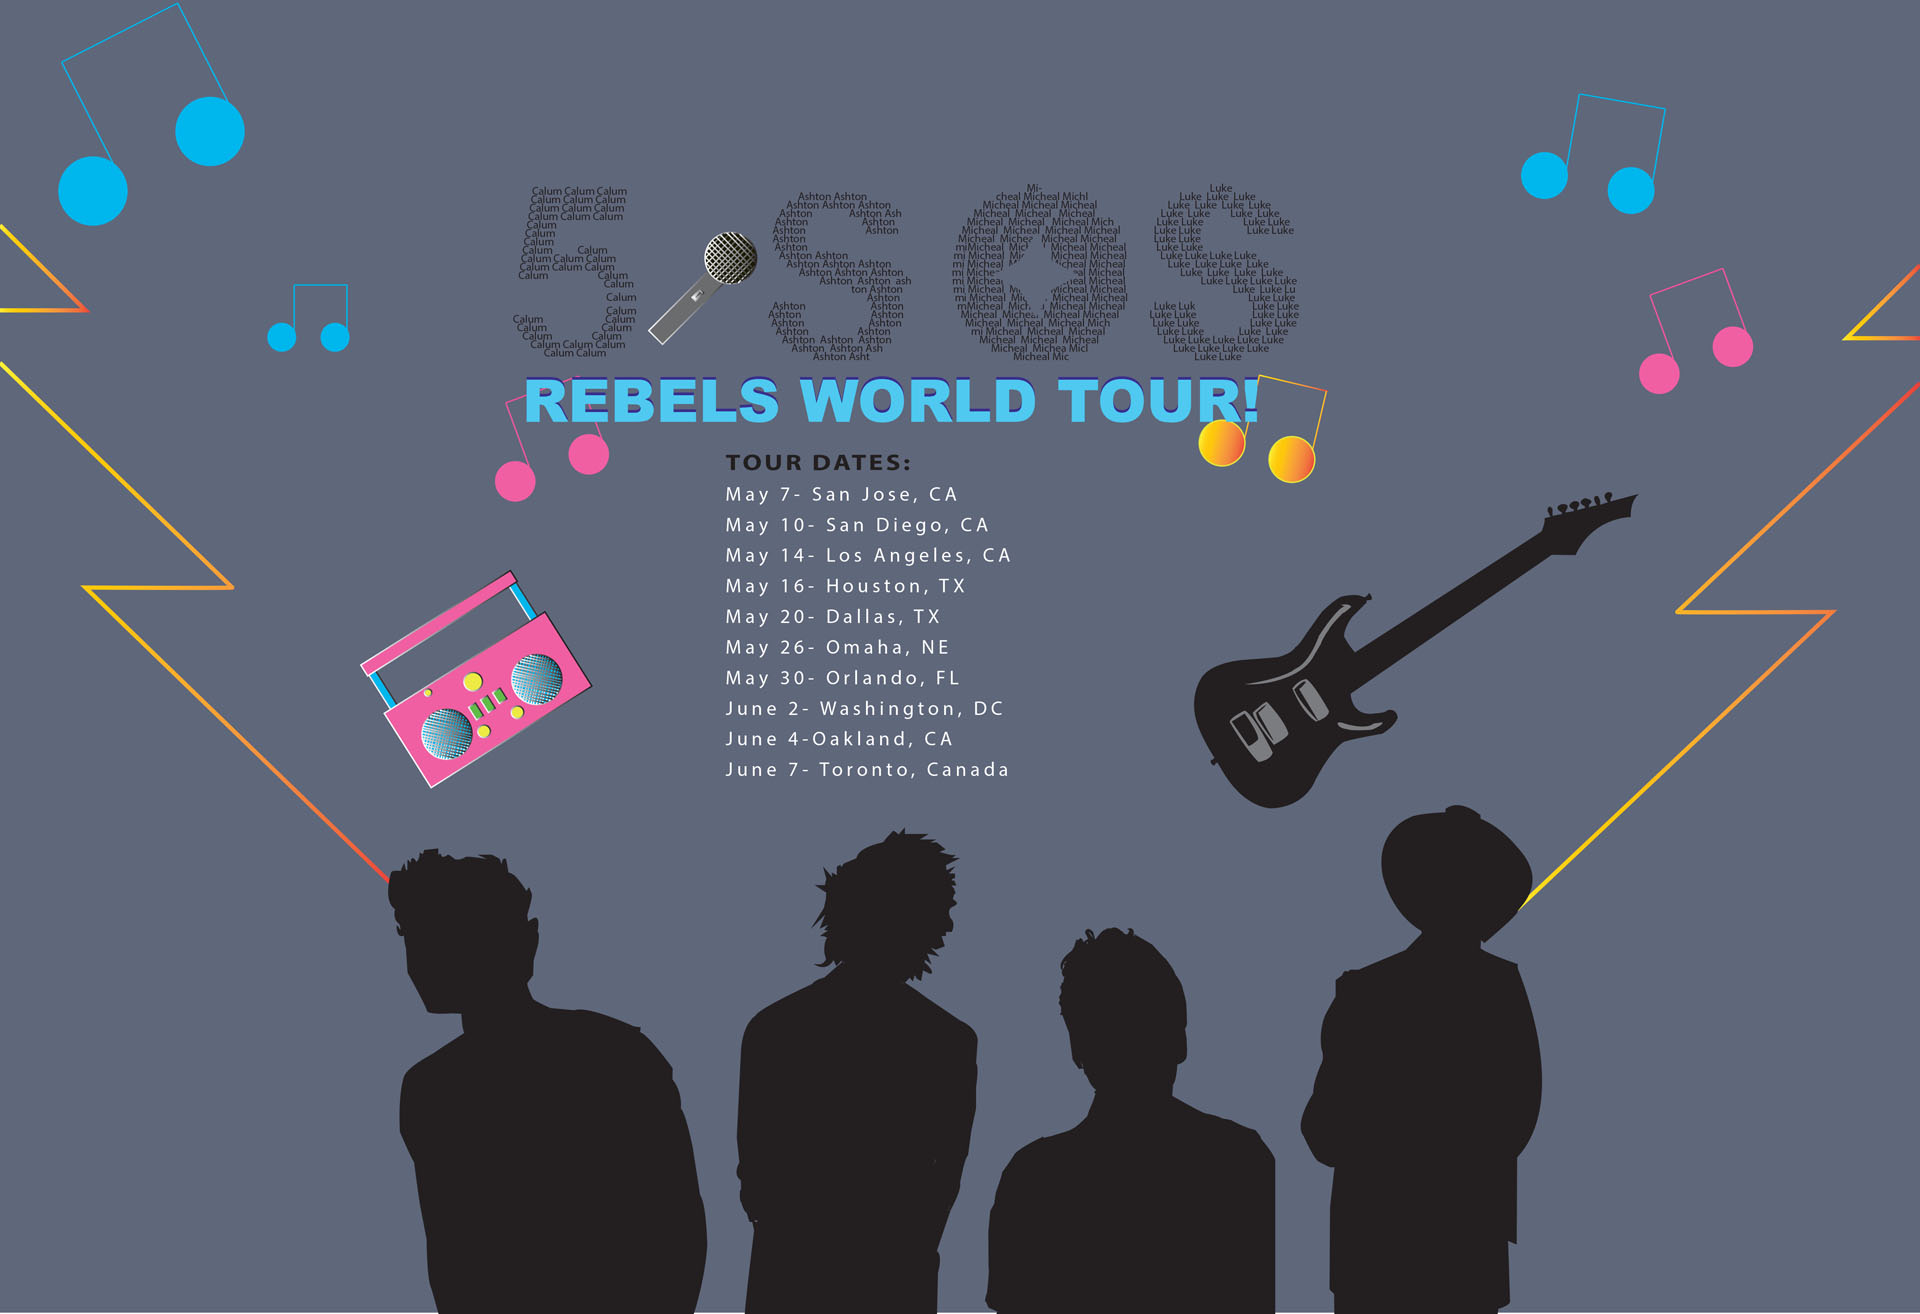 5SOS
REBELS WORLD TOUR!
TOUR DATES:
May 7- San Jose, CA
May 10- San Diego, CA
May 14- Los Angeles, CA
May 16- Houston, TX
May 20- Dallas, TX
May 26- Omaha, NE
May 30- Orlando, FL
June 2- Washington, DC
June 4-Oakland, CA
June 7- Toronto, Canada